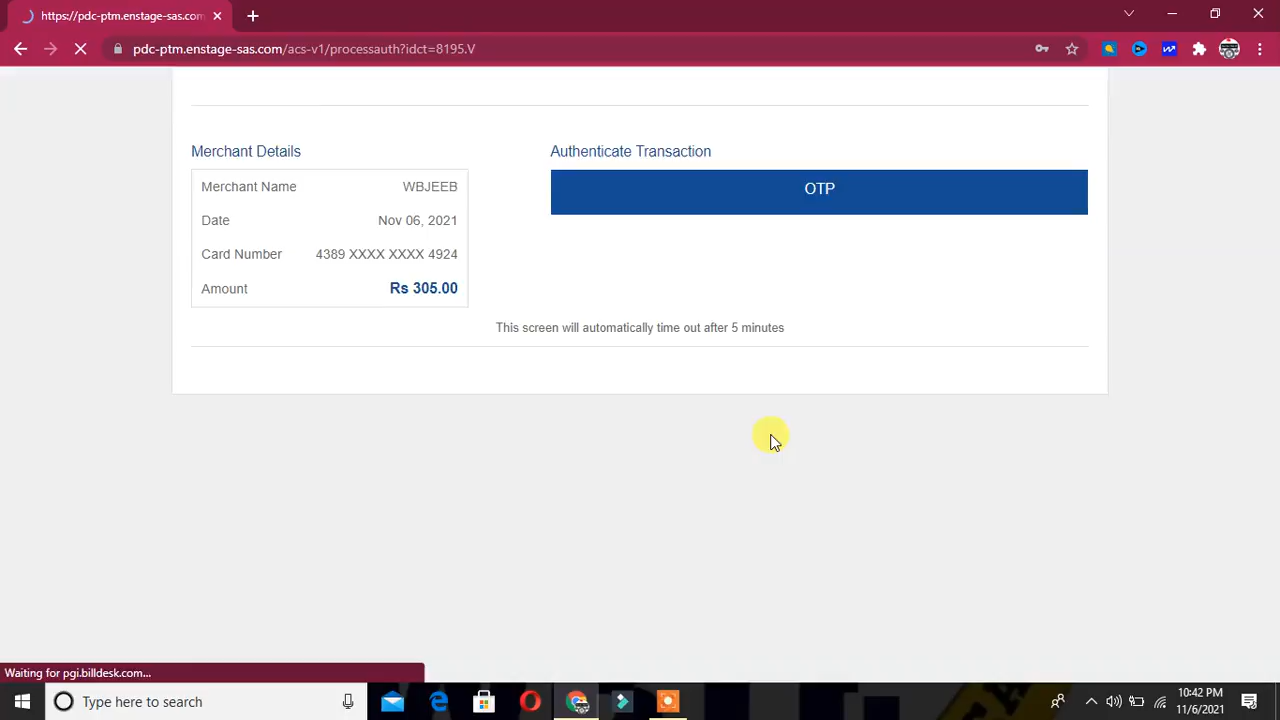 https://pdc-ptm.enstage-sas.com
pdc-ptm.enstage-sas.com/acs-v1/processauth?idct=8195.V
Merchant Details
Authenticate Transaction
Merchant Name WBJEEB
OTP
Date Nov 06, 2021
Card Number 4389 XXXX XXXX 4924
Amount Rs 305.00
This screen will automatically time out after 5 minutes
Waiting for pgi.billdesk.com...
Type here to search
10:42 PM
11/6/2021